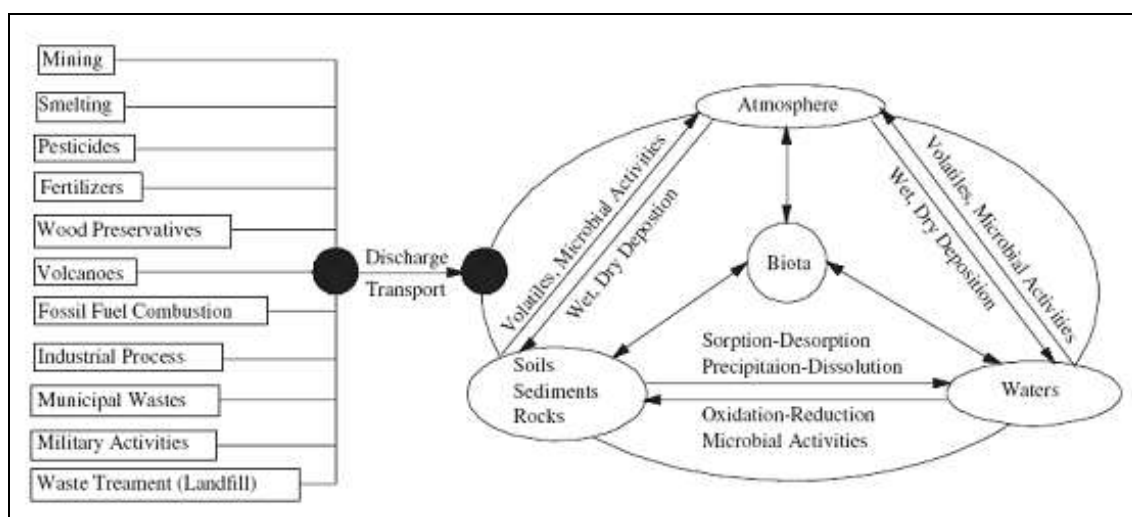 Mining
Smelting
Pesticides
Fertilizers
Wood Preservatives
Volcanoes
Fossil Fuel Combustion
Industrial Process
Municipal Wastes
Military Activities
Waste Treament (Landfill)
Discharge
Transport
Atmosphere
Volatiles, Microbial Activities
Wet, Dry Depostion
Volatiles, Microbial Activities
Wet, Dry Deposition
Biota
Sorption-Desorption
Precipitaion-Dissolution
Soils
Sediments
Rocks
Waters
Oxidation-Reduction
Microbial Activities